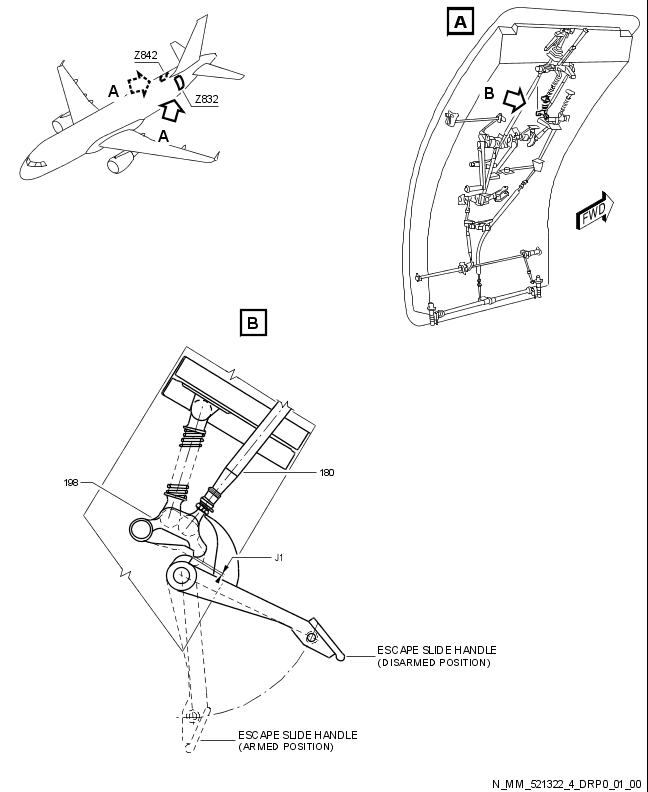 Z842
A
Z832
A
A
B
FWD
B
198
180
J1
ESCAPE SLIDE HANDLE
(DISARMED POSITION)
ESCAPE SLIDE HANDLE
(ARMED POSITION)
N_MM_521322_4_DRP0_01_00